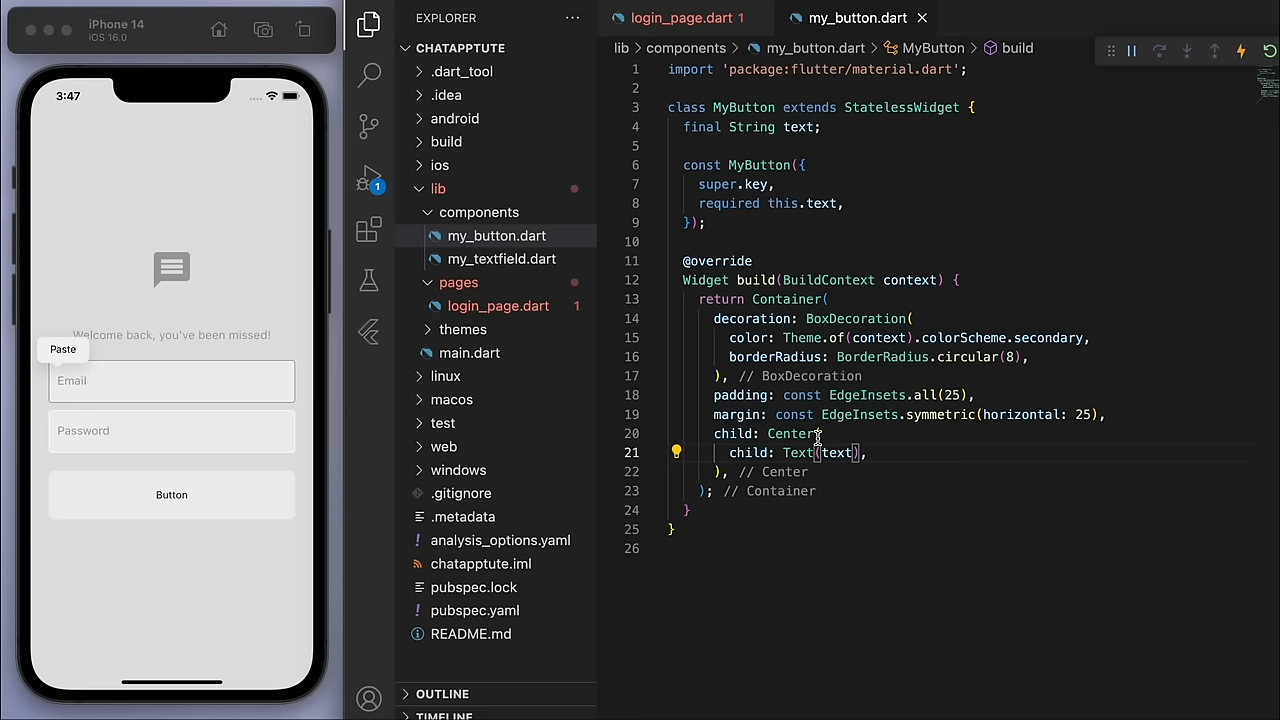 iPhone 14
iOS 16.0
3:47
Welcome back, you've been missed!
Paste
Email
Password
Button
EXPLORER
CHATAPPTUTE
.dart_tool
.idea
android
build
ios
lib
components
my_button.dart
my_textfield.dart
pages
login_page.dart 1
themes
main.dart
linux
macos
test
web
windows
.gitignore
.metadata
analysis_options.yaml
chatapptute.iml
pubspec.lock
pubspec.yaml
README.md
OUTLINE
TIMELINE
1
login_page.dart 1
my_button.dart
lib > components > my_button.dart > MyButton > build
1 import 'package:flutter/material.dart';
2
3 class MyButton extends StatelessWidget {
4 final String text;
5
6 const MyButton({
7 super.key,
8 required this.text,
9 });
10
11 @override
12 Widget build(BuildContext context) {
13 return Container(
14 decoration: BoxDecoration(
15 color: Theme.of(context).colorScheme.secondary,
16 borderRadius: BorderRadius.circular(8),
17 ), // BoxDecoration
18 padding: const EdgeInsets.all(25),
19 margin: const EdgeInsets.symmetric(horizontal: 25),
20 child: Center(
21 child: Text(text),
22 ), // Center
23 ); // Container
24 }
25 }
26